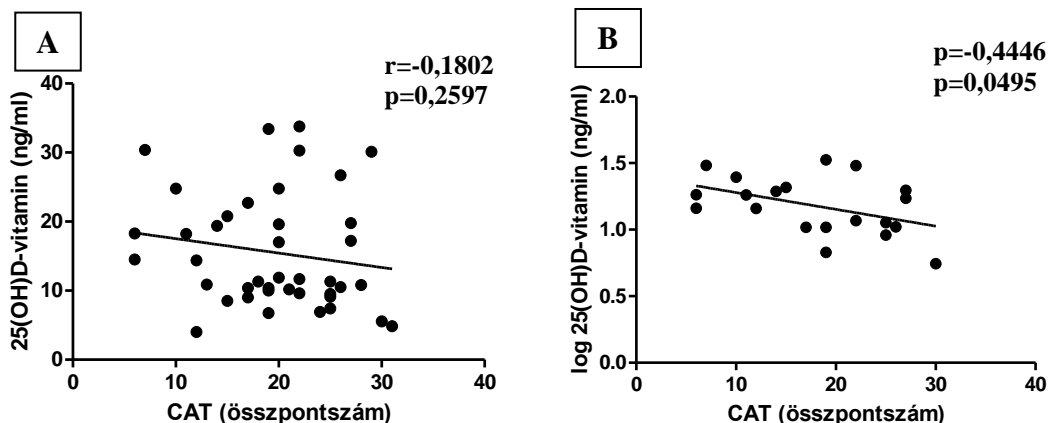 A
r=-0,1802
p=0,2597
25(OH)D-vitamin (ng/ml)
40
30
20
10
0
0 10 20 30 40
CAT (összpontszám)
B
p=-0,4446
p=0,0495
log 25(OH)D-vitamin (ng/ml)
2.0
1.5
1.0
0.5
0.0
0 10 20 30 40
CAT (összpontszám)